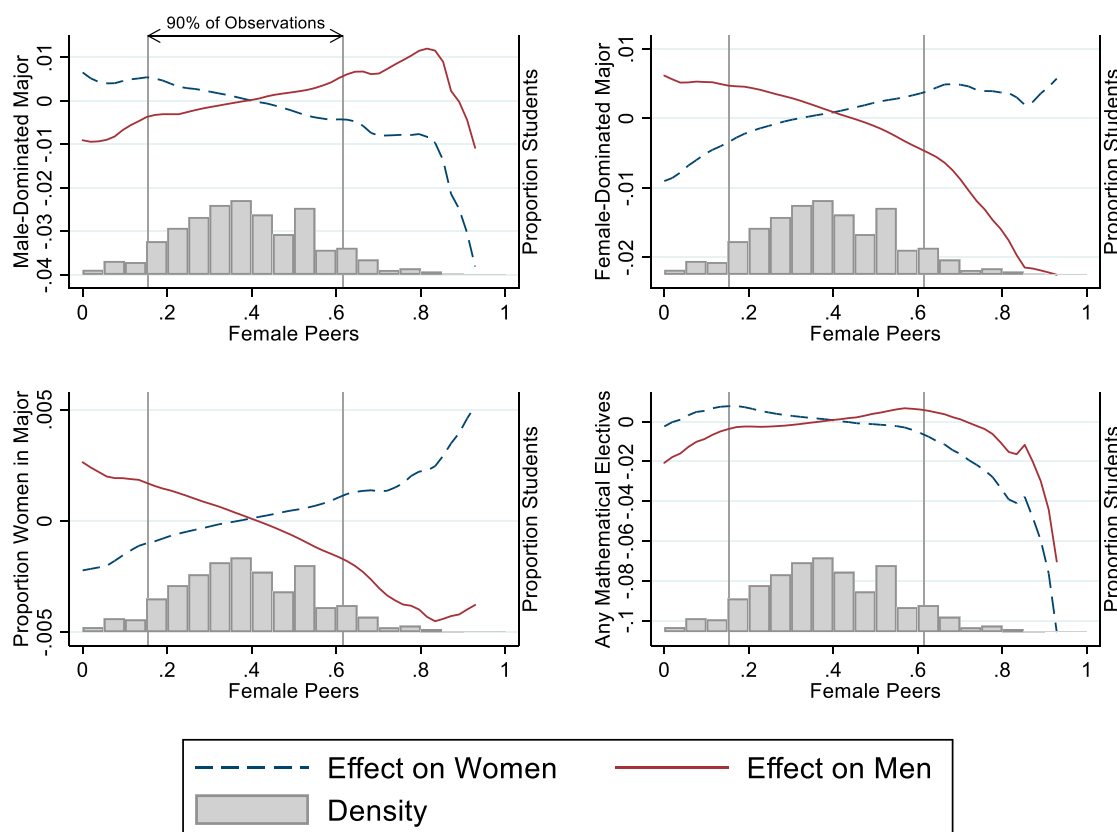 90% of Observations
Male-Dominated Major
.01
0
-.01
-.02
-.03
-.04
Proportion Students
0 .2 .4 .6 .8 1
Female Peers
Female-Dominated Major
.01
0
-.01
-.02
Proportion Students
0 .2 .4 .6 .8 1
Female Peers
Proportion Women in Major
.005
0
-.005
Proportion Students
0 .2 .4 .6 .8 1
Female Peers
Any Mathematical Electives
0
-.02
-.04
-.06
-.08
-.1
Proportion Students
0 .2 .4 .6 .8 1
Female Peers
Effect on Women Effect on Men
Density